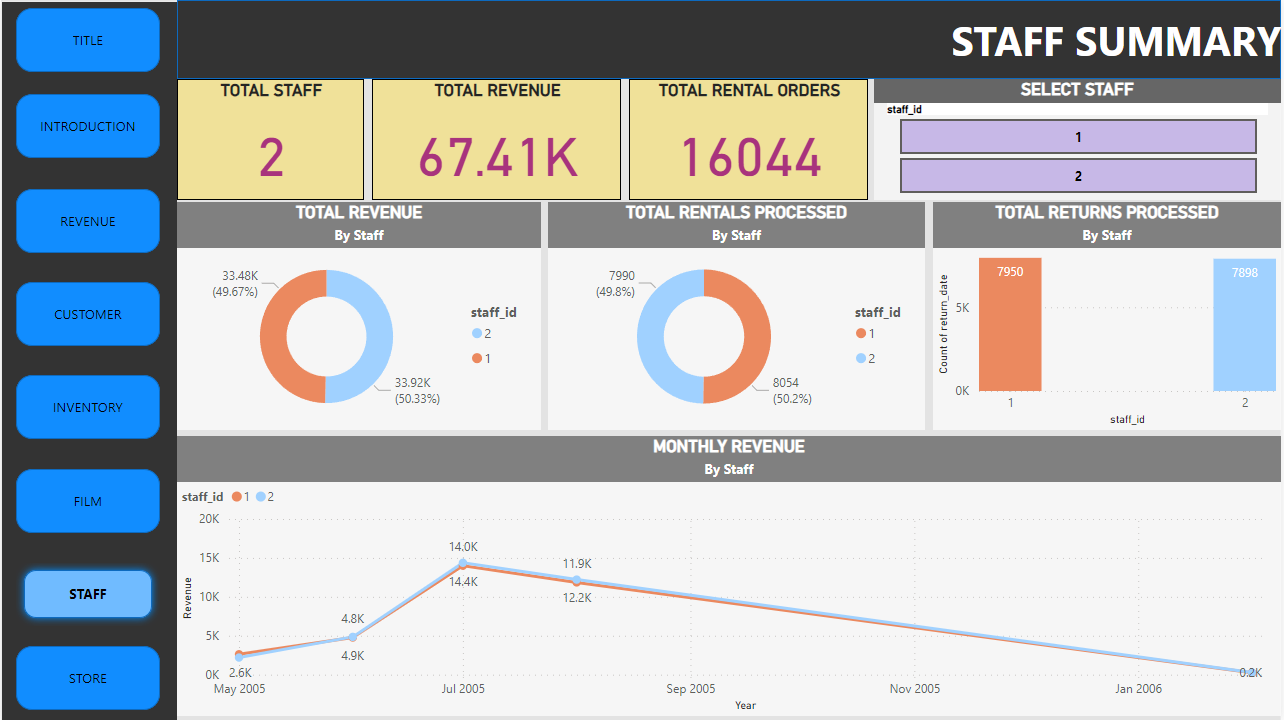 TITLE
INTRODUCTION
REVENUE
CUSTOMER
INVENTORY
FILM
STAFF
STORE
STAFF SUMMARY
TOTAL STAFF
2
TOTAL REVENUE
67.41K
TOTAL RENTAL ORDERS
16044
SELECT STAFF
staff_id
1
2
TOTAL REVENUE
By Staff
33.48K
(49.67%)
33.92K
(50.33%)
staff_id
2
1
TOTAL RENTALS PROCESSED
By Staff
7990
(49.8%)
8054
(50.2%)
staff_id
1
2
TOTAL RETURNS PROCESSED
By Staff
Count of return_date
5K
0K
7950
7898
1
2
staff_id
MONTHLY REVENUE
By Staff
staff_id 1 2
Revenue
20K
15K
10K
5K
0K
2.6K
4.8K
4.9K
14.0K
14.4K
11.9K
12.2K
0.2K
May 2005
Jul 2005
Sep 2005
Nov 2005
Jan 2006
Year